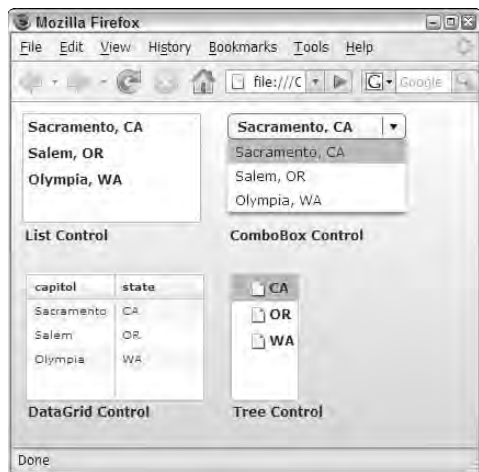 Mozilla Firefox
File Edit View History Bookmarks Tools Help
file:///C G Google
Sacramento, CA
Salem, OR
Olympia, WA
List Control
Sacramento, CA
Sacramento, CA
Salem, OR
Olympia, WA
ComboBox Control
capitol state
Sacramento CA
Salem OR
Olympia WA
DataGrid Control
CA
OR
WA
Tree Control
Done